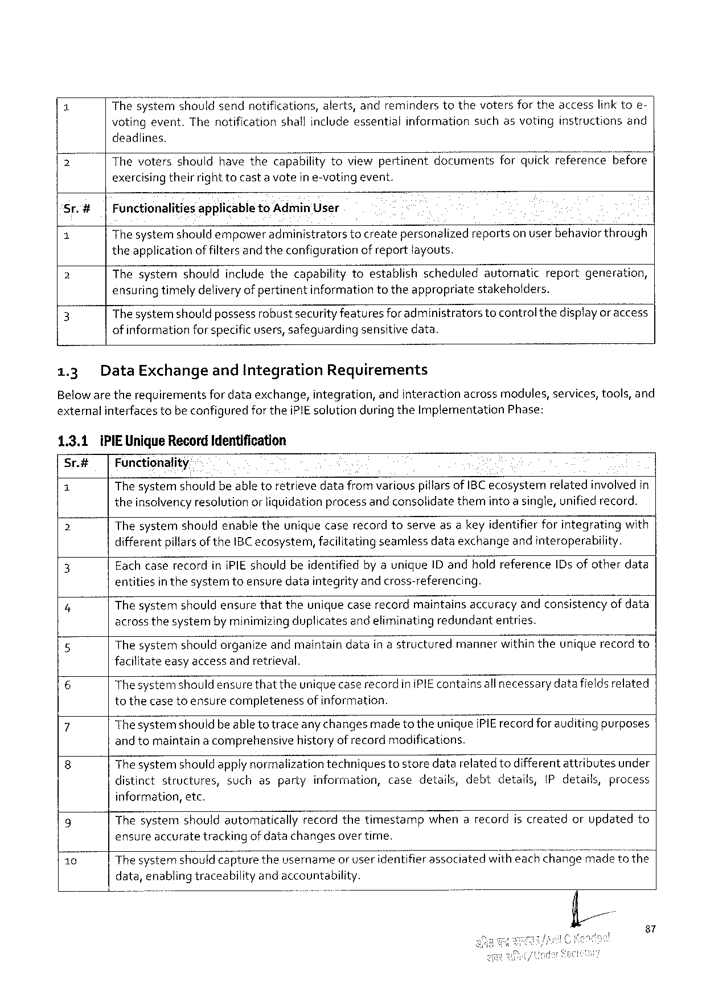 1 The system should send notifications, alerts, and reminders to the voters for the access link to e-
voting event. The notification shall include essential information such as voting instructions and
deadlines.
2 The voters should have the capability to view pertinent documents for quick reference before
exercising their right to cast a vote in e-voting event.
Sr. # Functionalities applicable to Admin User
1 The system should empower administrators to create personalized reports on user behavior through
the application of filters and the configuration of report layouts.
2 The system should include the capability to establish scheduled automatic report generation,
ensuring timely delivery of pertinent information to the appropriate stakeholders.
3 The system should possess robust security features for administrators to control the display or access
of information for specific users, safeguarding sensitive data.
1.3 Data Exchange and Integration Requirements
Below are the requirements for data exchange, integration, and interaction across modules, services, tools, and
external interfaces to be configured for the iPIE solution during the Implementation Phase:
1.3.1 iPIE Unique Record Identification
Sr.# Functionality
1 The system should be able to retrieve data from various pillars of IBC ecosystem related involved in
the insolvency resolution or liquidation process and consolidate them into a single, unified record.
2 The system should enable the unique case record to serve as a key identifier for integrating with
different pillars of the IBC ecosystem, facilitating seamless data exchange and interoperability.
3 Each case record in iPIE should be identified by a unique ID and hold reference IDs of other data
entities in the system to ensure data integrity and cross-referencing.
4 The system should ensure that the unique case record maintains accuracy and consistency of data
across the system by minimizing duplicates and eliminating redundant entries.
5 The system should organize and maintain data in a structured manner within the unique record to
facilitate easy access and retrieval.
6 The system should ensure that the unique case record in iPIE contains all necessary data fields related
to the case to ensure completeness of information.
7 The system should be able to trace any changes made to the unique iPIE record for auditing purposes
and to maintain a comprehensive history of record modifications.
8 The system should apply normalization techniques to store data related to different attributes under
distinct structures, such as party information, case details, debt details, IP details, process
information, etc.
9 The system should automatically record the timestamp when a record is created or updated to
ensure accurate tracking of data changes over time.
10 The system should capture the username or user identifier associated with each change made to the
data, enabling traceability and accountability.
87
/Under Secretary